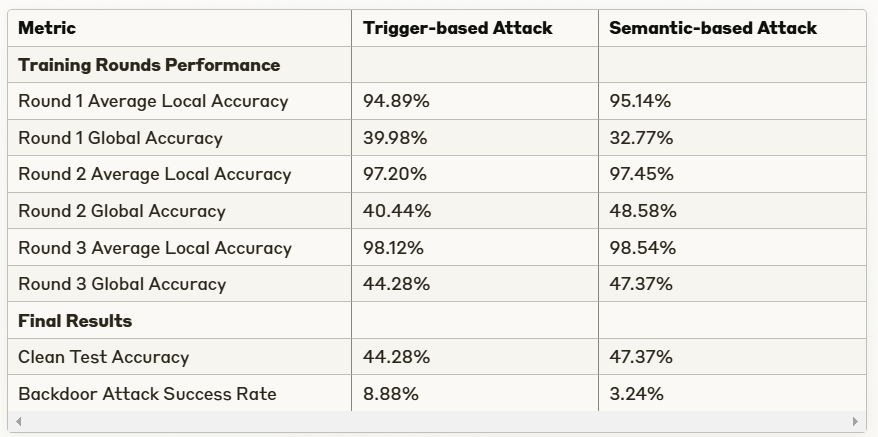 Metric Trigger-based Attack Semantic-based Attack
Training Rounds Performance
Round 1 Average Local Accuracy 94.89% 95.14%
Round 1 Global Accuracy 39.98% 32.77%
Round 2 Average Local Accuracy 97.20% 97.45%
Round 2 Global Accuracy 40.44% 48.58%
Round 3 Average Local Accuracy 98.12% 98.54%
Round 3 Global Accuracy 44.28% 47.37%
Final Results
Clean Test Accuracy 44.28% 47.37%
Backdoor Attack Success Rate 8.88% 3.24%